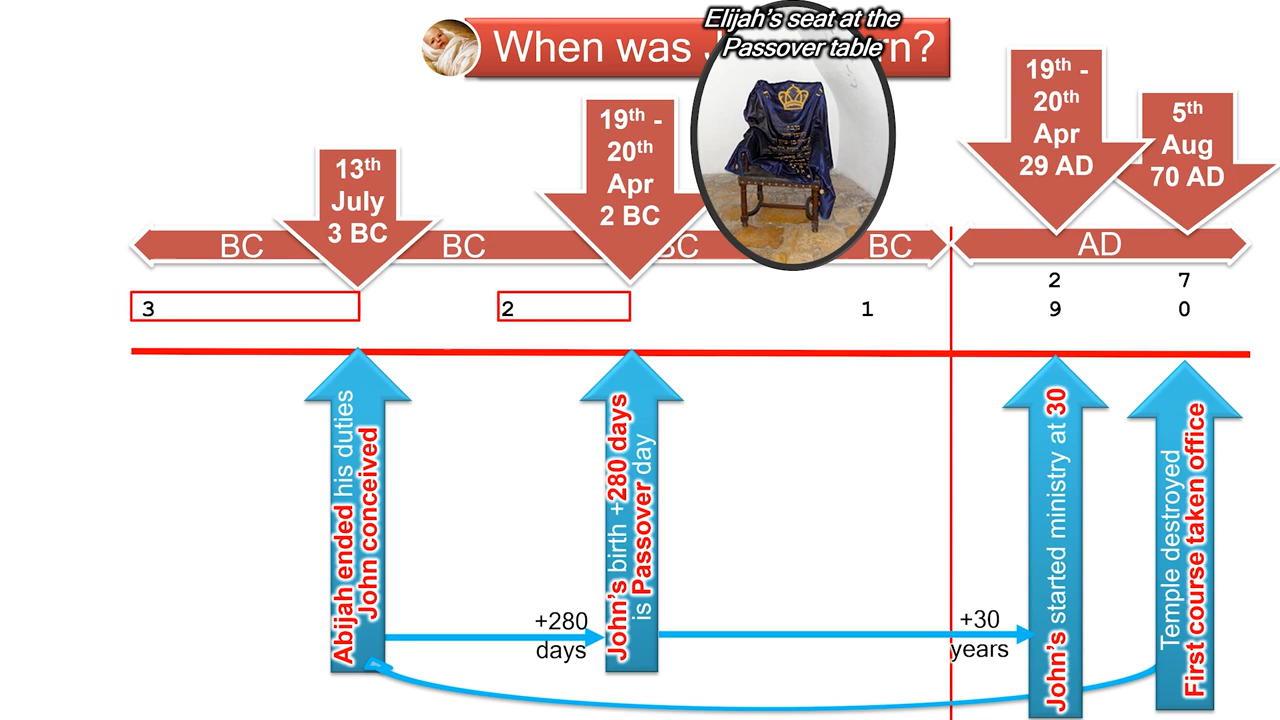 Elijah's seat at the
Passover table
When was J rn?
13th
July
3 BC
19th -
20th
Apr
2 BC
19th -
20th
Apr
29 AD
5th
Aug
70 AD
BC
BC
BC
BC
AD
3
2
1
2
9
7
0
Abijah ended his duties
John conceived
+280
days
John's birth +280 days
is Passover day
+30
years
John's started ministry at 30
Temple destroyed
First course taken office